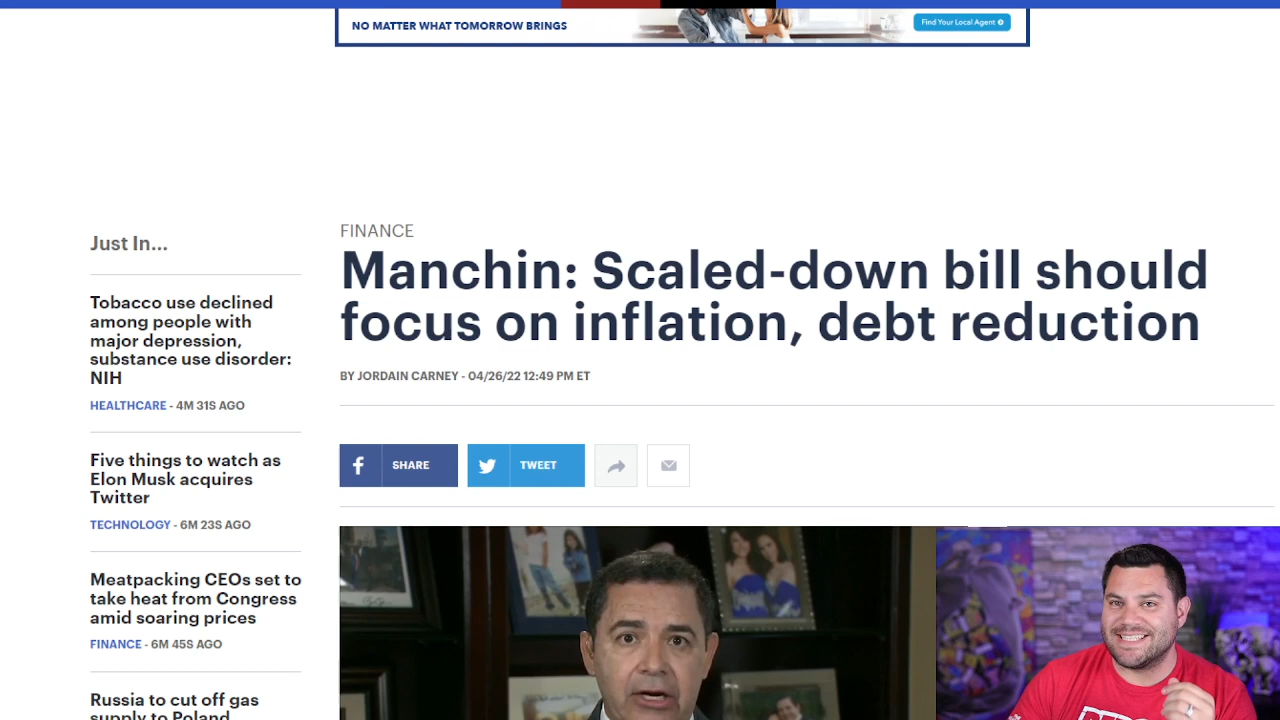 NO MATTER WHAT TOMORROW BRINGS
Find Your Local Agent
Just In...
Tobacco use declined
among people with
major depression,
substance use disorder:
NIH
HEALTHCARE - 4M 31S AGO
Five things to watch as
Elon Musk acquires
Twitter
TECHNOLOGY - 6M 23S AGO
Meatpacking CEOs set to
take heat from Congress
amid soaring prices
FINANCE - 6M 45S AGO
Russia to cut off gas
supply to Poland
FINANCE
Manchin: Scaled-down bill should
focus on inflation, debt reduction
BY JORDAIN CARNEY - 04/26/22 12:49 PM ET
SHARE
TWEET